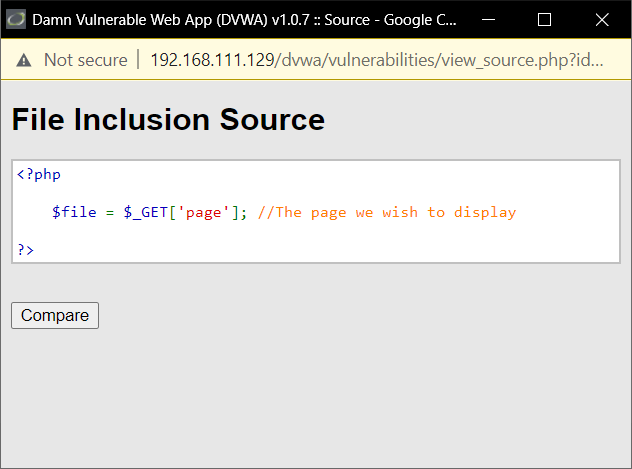 Damn Vulnerable Web App (DVWA) v1.0.7 :: Source - Google C...
Not secure | 192.168.111.129/dvwa/vulnerabilities/view_source.php?id...
File Inclusion Source
<?php
$file = $_GET['page']; //The page we wish to display
?>
Compare